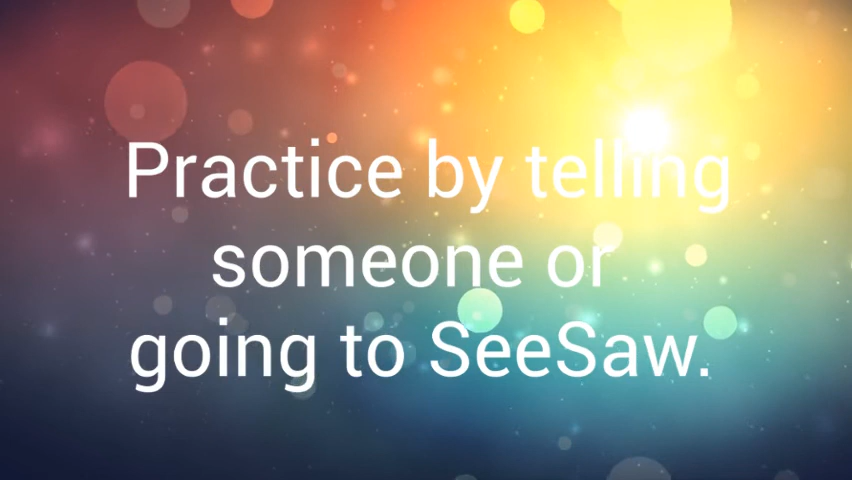 Practice by telling
someone or
going to SeeSaw.